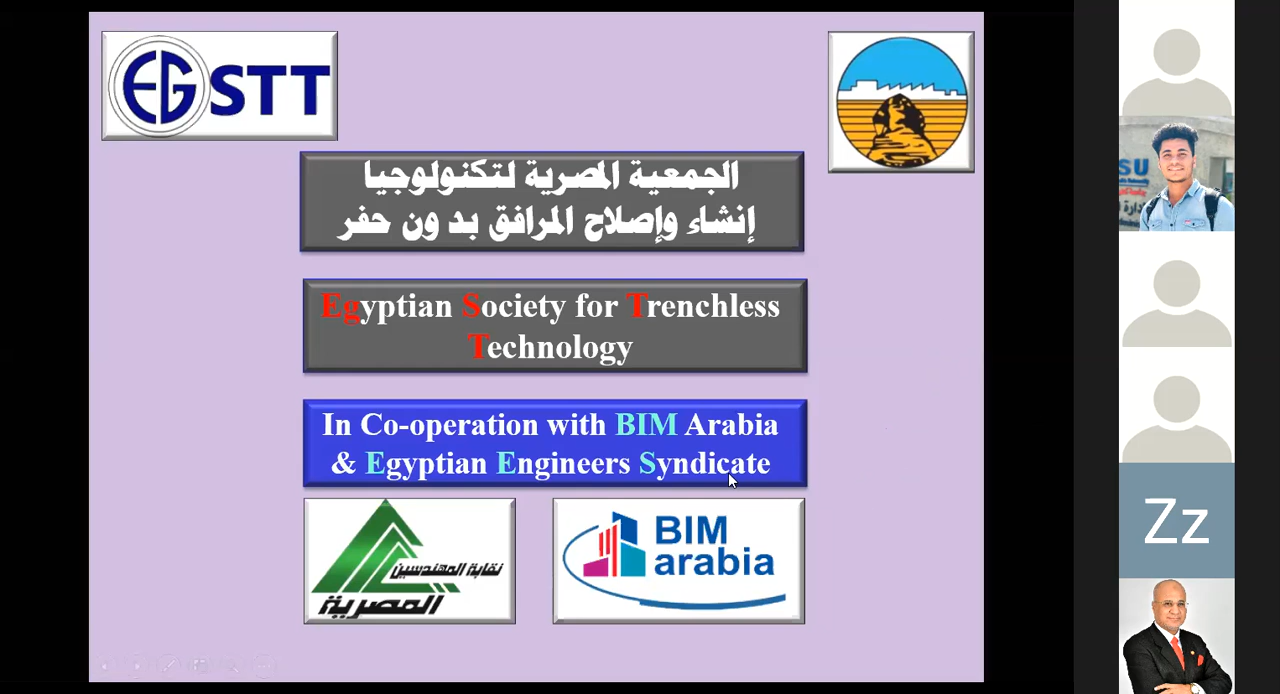 EGSTT
الجمعية المصرية لتكنولوجيا
إنشاء وإصلاح المرافق بد ون حفر
Egyptian Society for Trenchless
Technology
In Co-operation with BIM Arabia
& Egyptian Engineers Syndicate
نقابة المهندسين
المصرية
BIM
arabia
SU
Zz